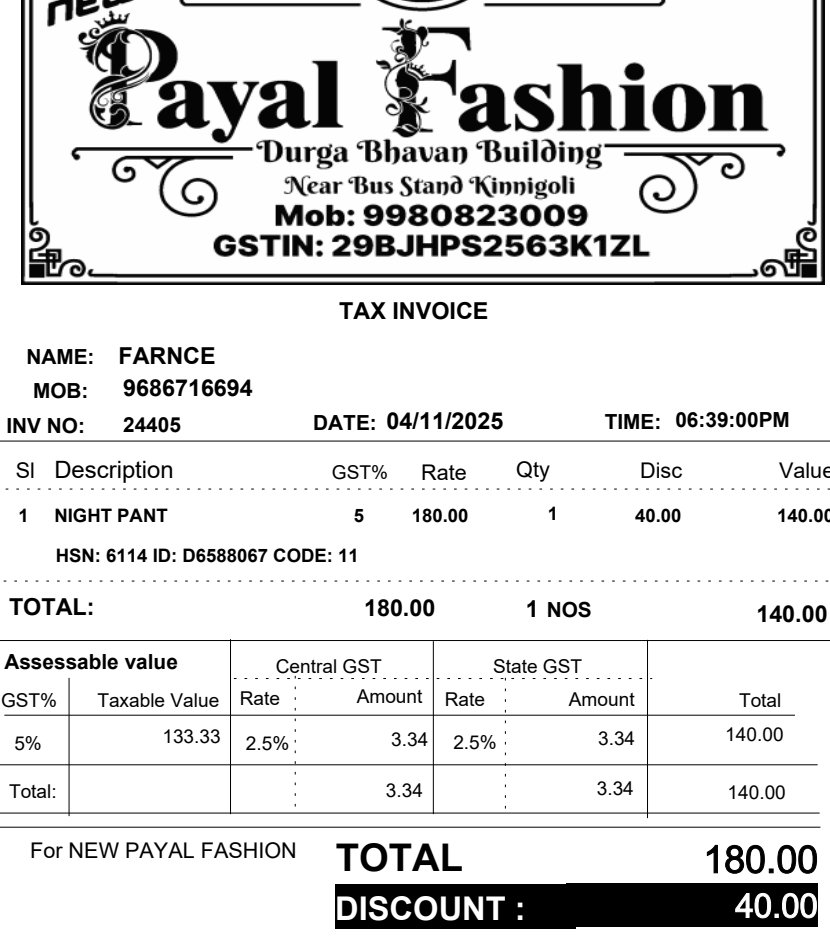 new
Payal Fashion
Durga Bhavan Building
Near Bus Stand Kinnigoli
Mob: 9980823009
GSTIN: 29BJHPS2563K1ZL
TAX INVOICE
NAME: FARNCE
MOB: 9686716694
INV NO: 24405 DATE: 04/11/2025 TIME: 06:39:00PM
Sl Description GST% Rate Qty Disc Value
1 NIGHT PANT 5 180.00 1 40.00 140.00
HSN: 6114 ID: D6588067 CODE: 11
TOTAL: 180.00 1 NOS 140.00
Assessable value Central GST State GST
GST% Taxable Value Rate Amount Rate Amount Total
5% 133.33 2.5% 3.34 2.5% 3.34 140.00
Total: 3.34 3.34 140.00
For NEW PAYAL FASHION TOTAL 180.00
DISCOUNT : 40.00